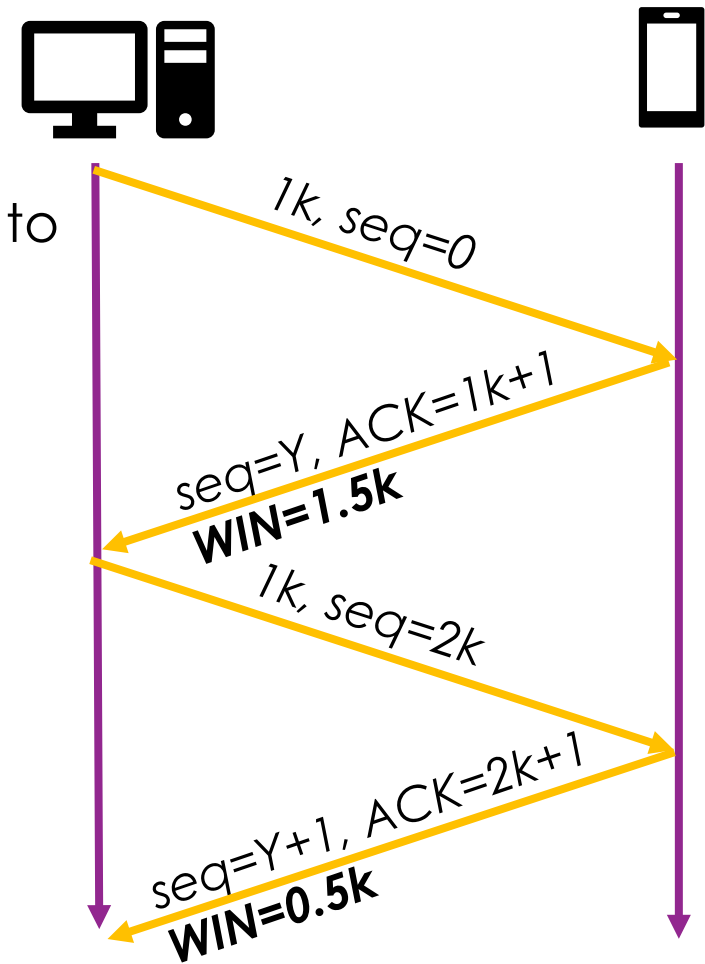 to
1k, seq=0
seq=Y, ACK=1k+1
WIN=1.5k
1k, seq=2k
seq=Y+1, ACK=2k+1
WIN=0.5k